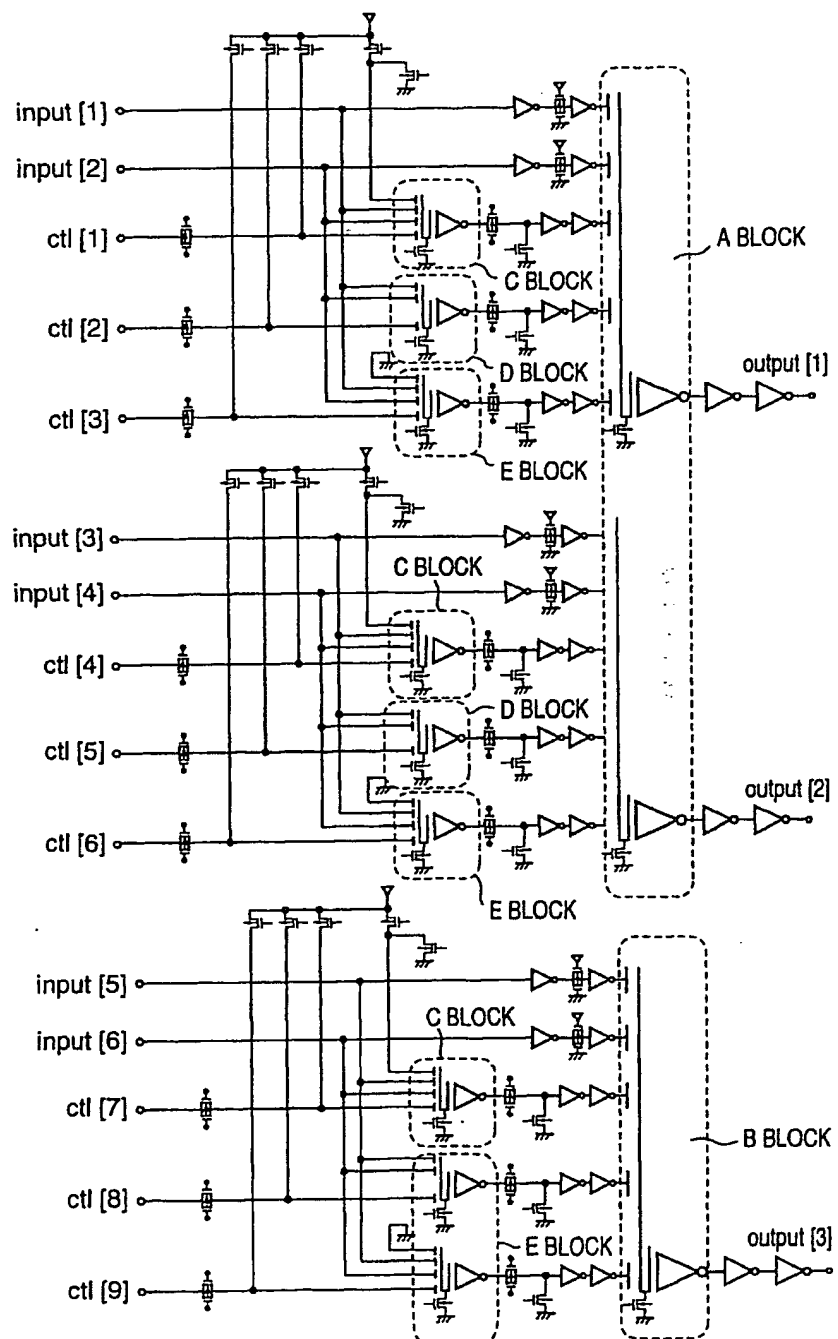 input [1]
input [2]
ctl [1]
A BLOCK
C BLOCK
ctl [2]
D BLOCK
output [1]
ctl [3]
E BLOCK
input [3]
C BLOCK
input [4]
ctl [4]
D BLOCK
ctl [5]
output [2]
ctl [6]
E BLOCK
input [5]
C BLOCK
input [6]
ctl [7]
B BLOCK
ctl [8]
E BLOCK
output [3]
ctl [9]